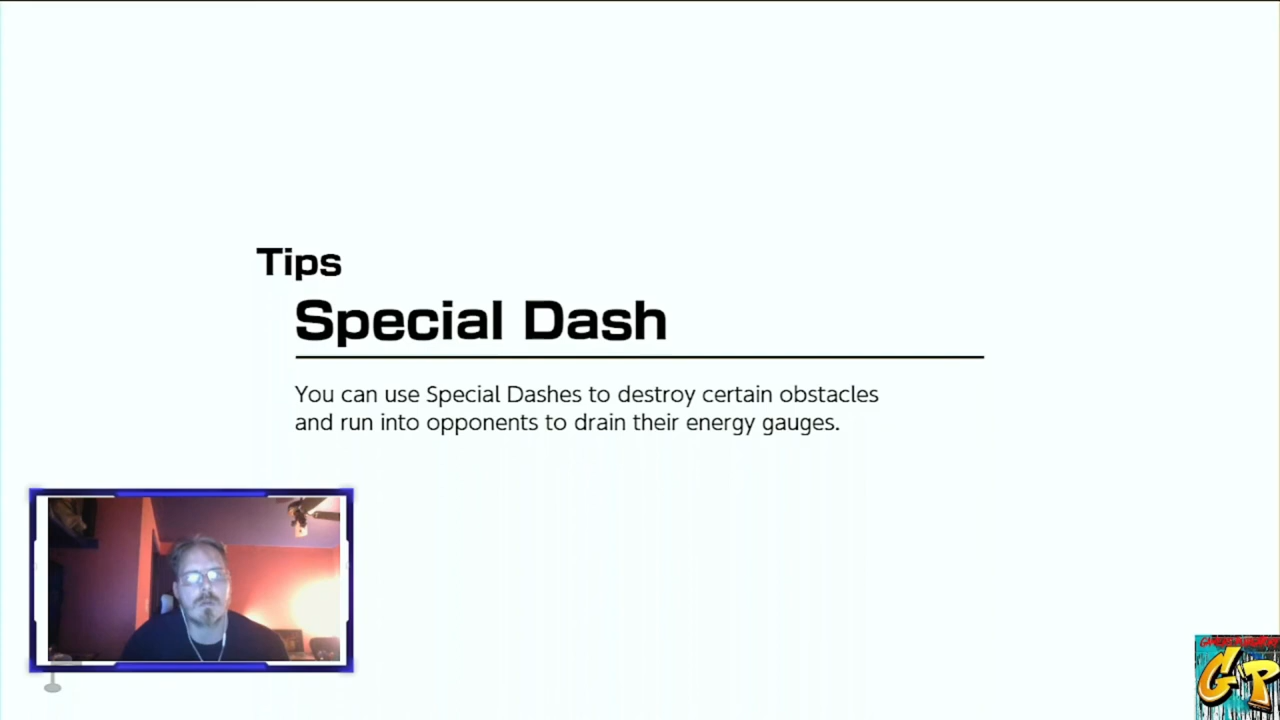 Tips
Special Dash
You can use Special Dashes to destroy certain obstacles
and run into opponents to drain their energy gauges.
GP